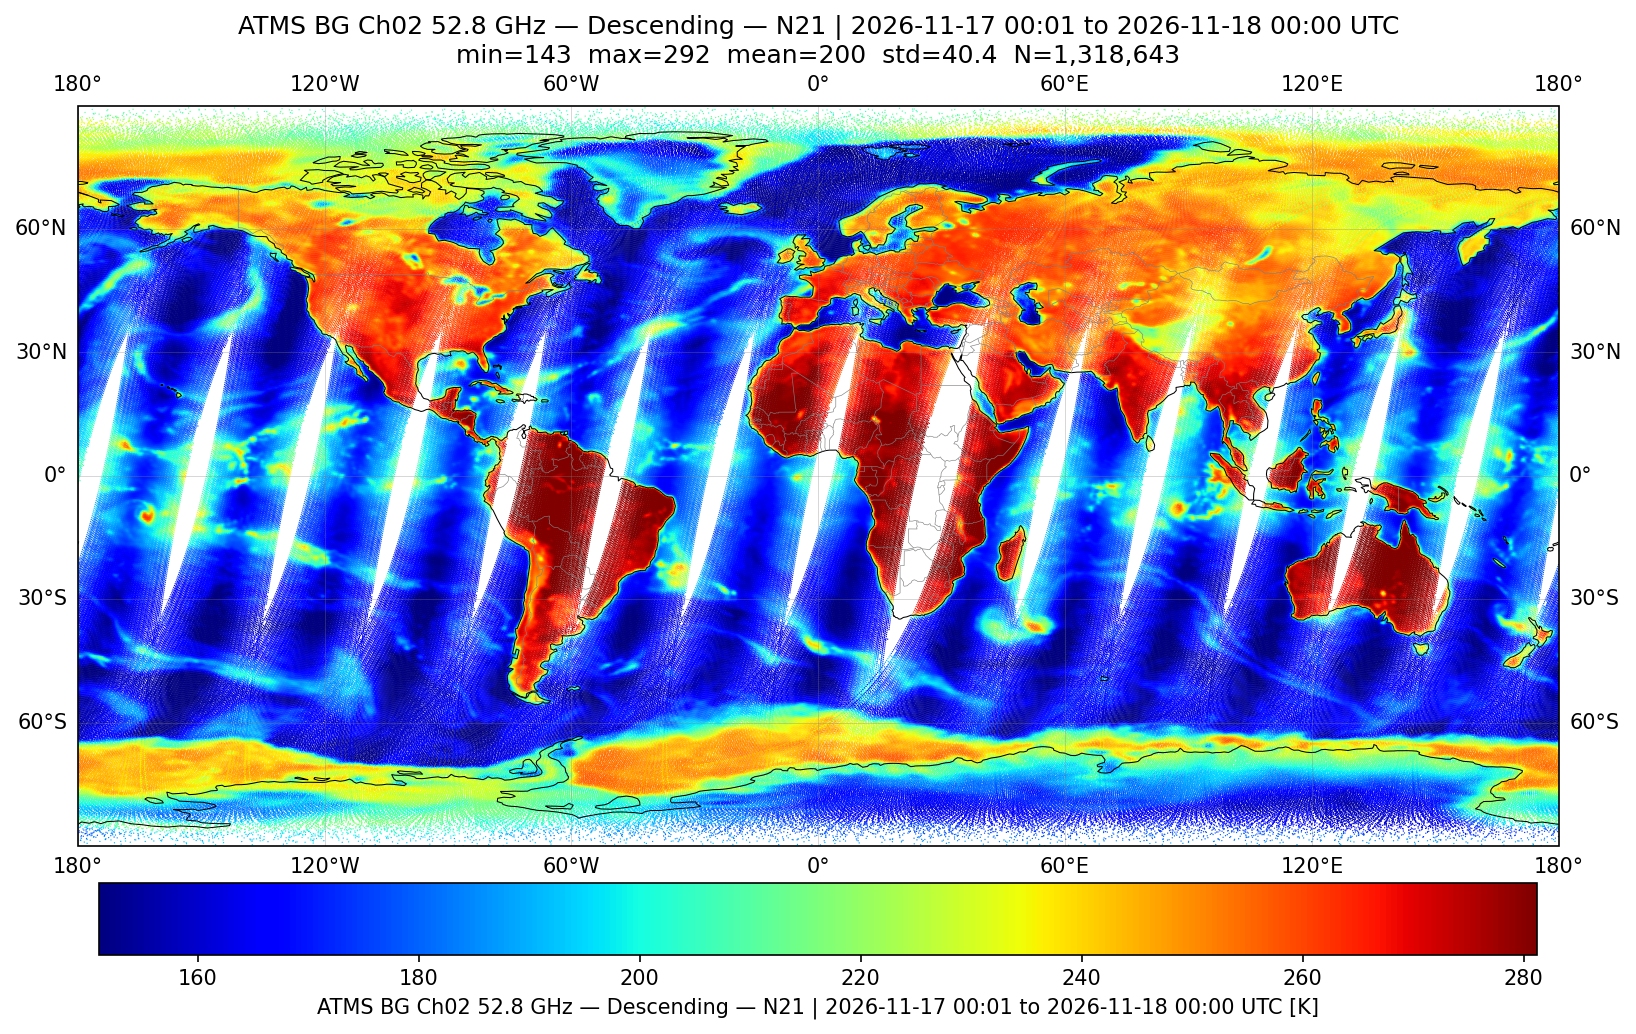 ATMS BG Ch02 52.8 GHz — Descending — N21 | 2026-11-17 00:01 to 2026-11-18 00:00 UTC
min=143 max=292 mean=200 std=40.4 N=1,318,643
180° 120°W 60°W 0° 60°E 120°E 180°
60°N 60°N
30°N 30°N
0° 0°
30°S 30°S
60°S 60°S
180° 120°W 60°W 0° 60°E 120°E 180°
160 180 200 220 240 260 280
ATMS BG Ch02 52.8 GHz — Descending — N21 | 2026-11-17 00:01 to 2026-11-18 00:00 UTC [K]